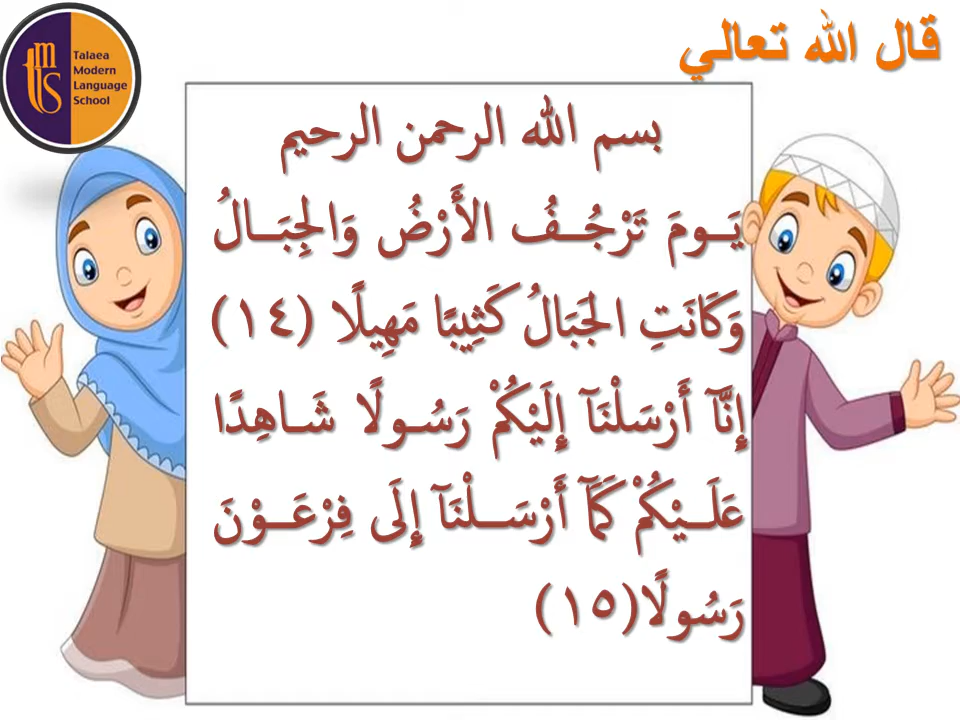 Talaea
Modern
Language
School
قال الله تعالي
بسم الله الرحمن الرحيم
يَـومَ تَرْجُـفُ الأَرْضُ وَالجِبَـالُ
وَكَانَتِ الجَبَالُ كَثِيبًا مَهِيلًا (١٤)
إِنَّآ أَرْسَلْنَآ إِلَيْكُمْ رَسُـولًا شَـاهِدًا
عَلَـيْكُمْ كَمَآ أَرْسَـلْنَآ إِلَى فِرْعَـوْنَ
رَسُولًا(١٥)